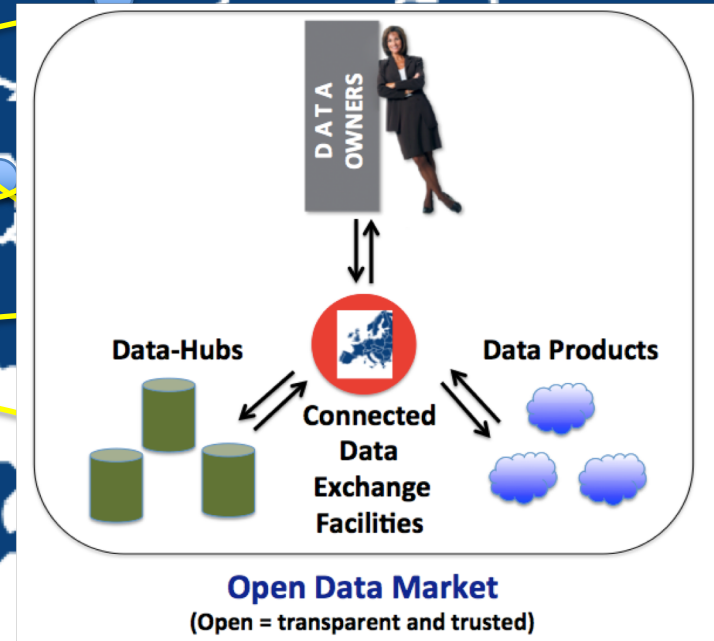 DATA
OWNERS
Data-Hubs
Data Products
Connected
Data
Exchange
Facilities
Open Data Market
(Open = transparent and trusted)